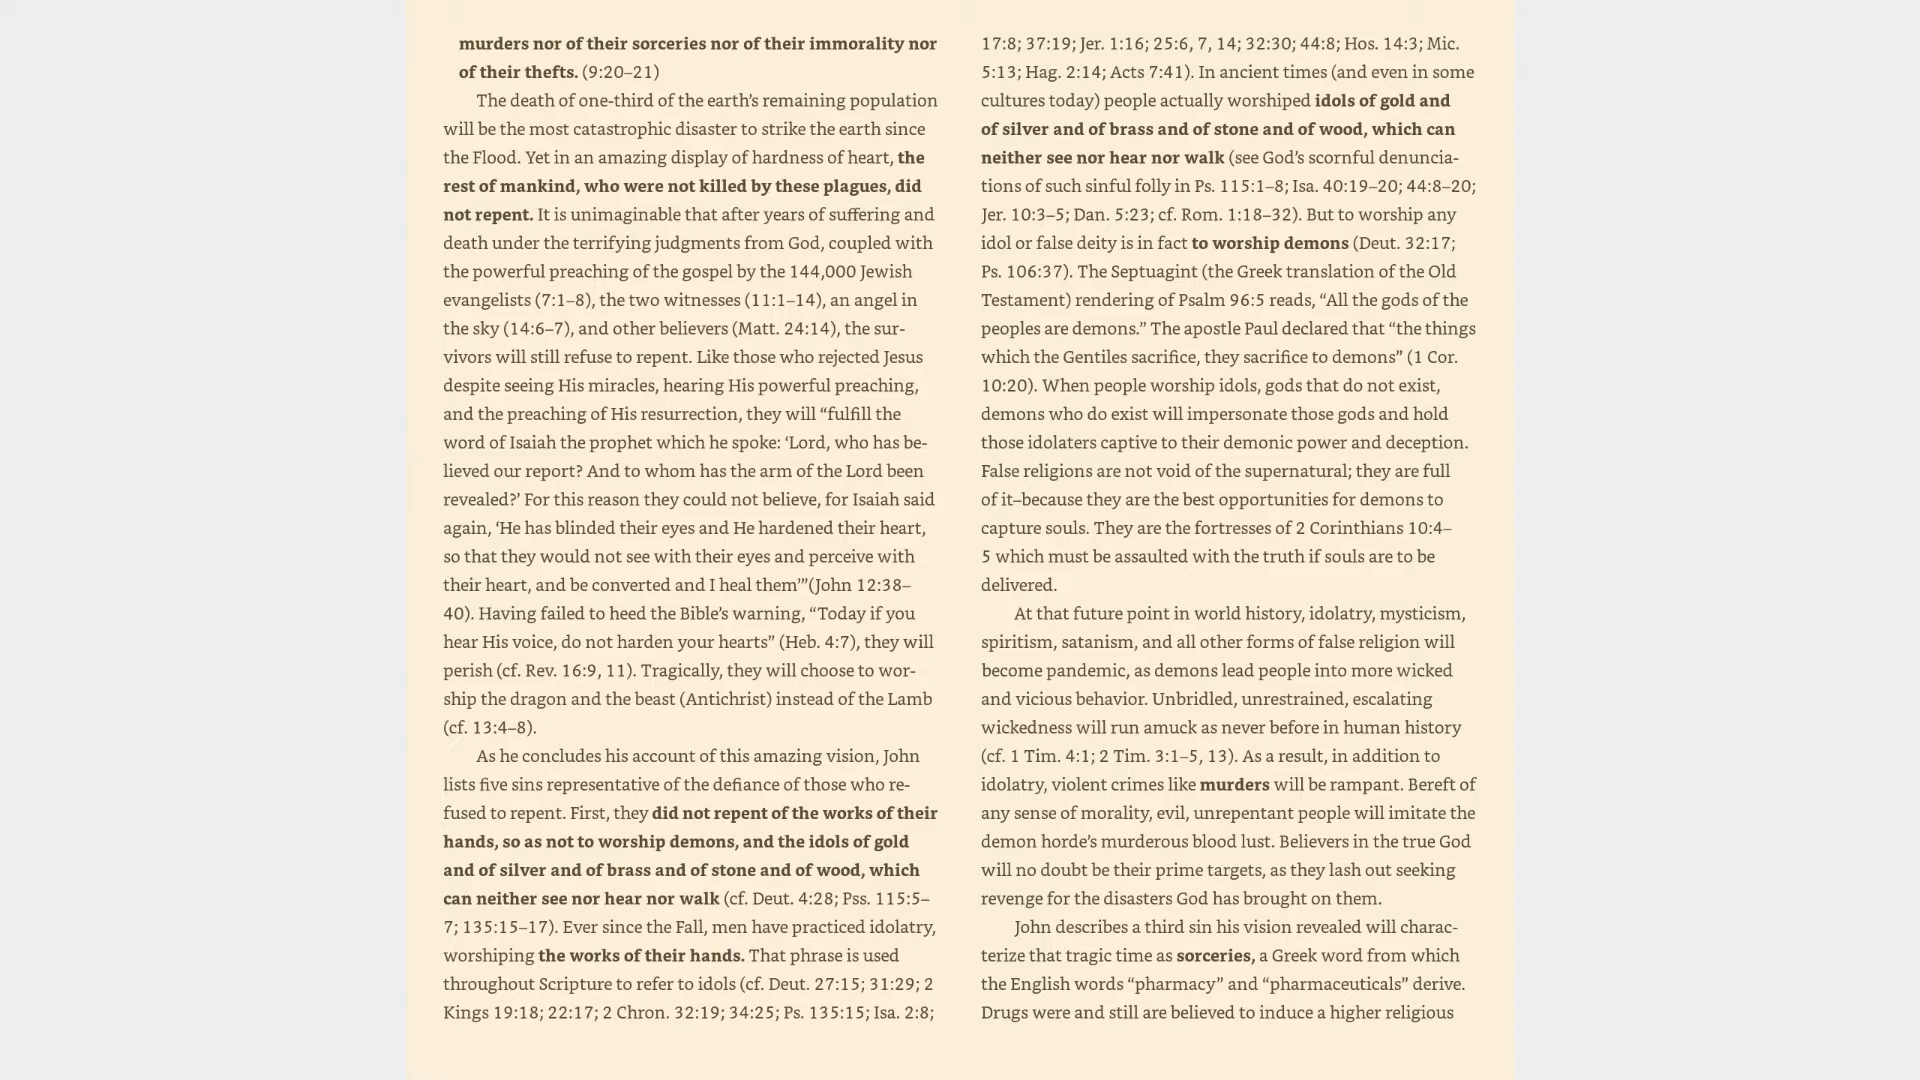 murders nor of their sorceries nor of their immorality nor
of their thefts. (9:20–21)
The death of one-third of the earth’s remaining population
will be the most catastrophic disaster to strike the earth since
the Flood. Yet in an amazing display of hardness of heart, the
rest of mankind, who were not killed by these plagues, did
not repent. It is unimaginable that after years of suffering and
death under the terrifying judgments from God, coupled with
the powerful preaching of the gospel by the 144,000 Jewish
evangelists (7:1–8), the two witnesses (11:1–14), an angel in
the sky (14:6–7), and other believers (Matt. 24:14), the sur-
vivors will still refuse to repent. Like those who rejected Jesus
despite seeing His miracles, hearing His powerful preaching,
and the preaching of His resurrection, they will “fulfill the
word of Isaiah the prophet which he spoke: ‘Lord, who has be-
lieved our report? And to whom has the arm of the Lord been
revealed?’ For this reason they could not believe, for Isaiah said
again, ‘He has blinded their eyes and He hardened their heart,
so that they would not see with their eyes and perceive with
their heart, and be converted and I heal them’”(John 12:38–
40). Having failed to heed the Bible’s warning, “Today if you
hear His voice, do not harden your hearts” (Heb. 4:7), they will
perish (cf. Rev. 16:9, 11). Tragically, they will choose to wor-
ship the dragon and the beast (Antichrist) instead of the Lamb
(cf. 13:4–8).
As he concludes his account of this amazing vision, John
lists five sins representative of the defiance of those who re-
fused to repent. First, they did not repent of the works of their
hands, so as not to worship demons, and the idols of gold
and of silver and of brass and of stone and of wood, which
can neither see nor hear nor walk (cf. Deut. 4:28; Pss. 115:5–
7; 135:15–17). Ever since the Fall, men have practiced idolatry,
worshiping the works of their hands. That phrase is used
throughout Scripture to refer to idols (cf. Deut. 27:15; 31:29; 2
Kings 19:18; 22:17; 2 Chron. 32:19; 34:25; Ps. 135:15; Isa. 2:8;
17:8; 37:19; Jer. 1:16; 25:6, 7, 14; 32:30; 44:8; Hos. 14:3; Mic.
5:13; Hag. 2:14; Acts 7:41). In ancient times (and even in some
cultures today) people actually worshiped idols of gold and
of silver and of brass and of stone and of wood, which can
neither see nor hear nor walk (see God’s scornful denuncia-
tions of such sinful folly in Ps. 115:1–8; Isa. 40:19–20; 44:8–20;
Jer. 10:3–5; Dan. 5:23; cf. Rom. 1:18–32). But to worship any
idol or false deity is in fact to worship demons (Deut. 32:17;
Ps. 106:37). The Septuagint (the Greek translation of the Old
Testament) rendering of Psalm 96:5 reads, “All the gods of the
peoples are demons.” The apostle Paul declared that “the things
which the Gentiles sacrifice, they sacrifice to demons” (1 Cor.
10:20). When people worship idols, gods that do not exist,
demons who do exist will impersonate those gods and hold
those idolaters captive to their demonic power and deception.
False religions are not void of the supernatural; they are full
of it–because they are the best opportunities for demons to
capture souls. They are the fortresses of 2 Corinthians 10:4–
5 which must be assaulted with the truth if souls are to be
delivered.
At that future point in world history, idolatry, mysticism,
spiritism, satanism, and all other forms of false religion will
become pandemic, as demons lead people into more wicked
and vicious behavior. Unbridled, unrestrained, escalating
wickedness will run amuck as never before in human history
(cf. 1 Tim. 4:1; 2 Tim. 3:1–5, 13). As a result, in addition to
idolatry, violent crimes like murders will be rampant. Bereft of
any sense of morality, evil, unrepentant people will imitate the
demon horde’s murderous blood lust. Believers in the true God
will no doubt be their prime targets, as they lash out seeking
revenge for the disasters God has brought on them.
John describes a third sin his vision revealed will charac-
terize that tragic time as sorceries, a Greek word from which
the English words “pharmacy” and “pharmaceuticals” derive.
Drugs were and still are believed to induce a higher religious